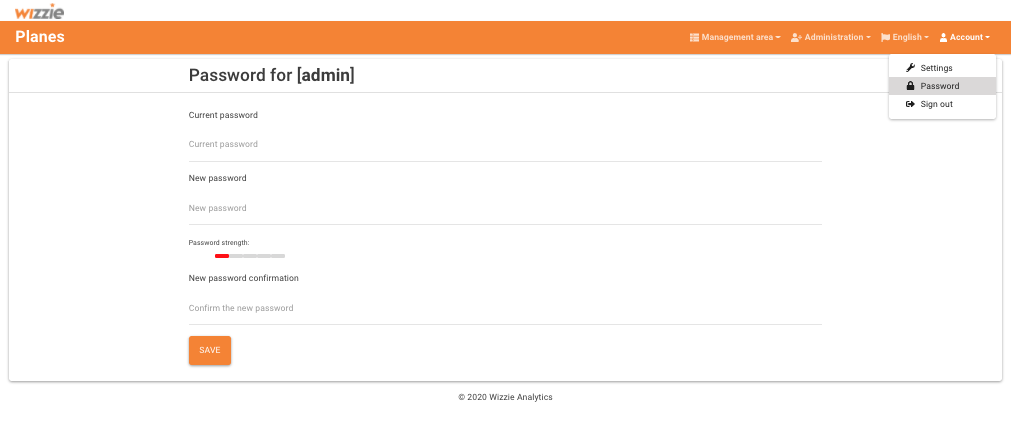 wizzie
Planes
Management area
Administration
English
Account
Settings
Password
Sign out
Password for [admin]
Current password
Current password
New password
New password
Password strength:
New password confirmation
Confirm the new password
SAVE
© 2020 Wizzie Analytics